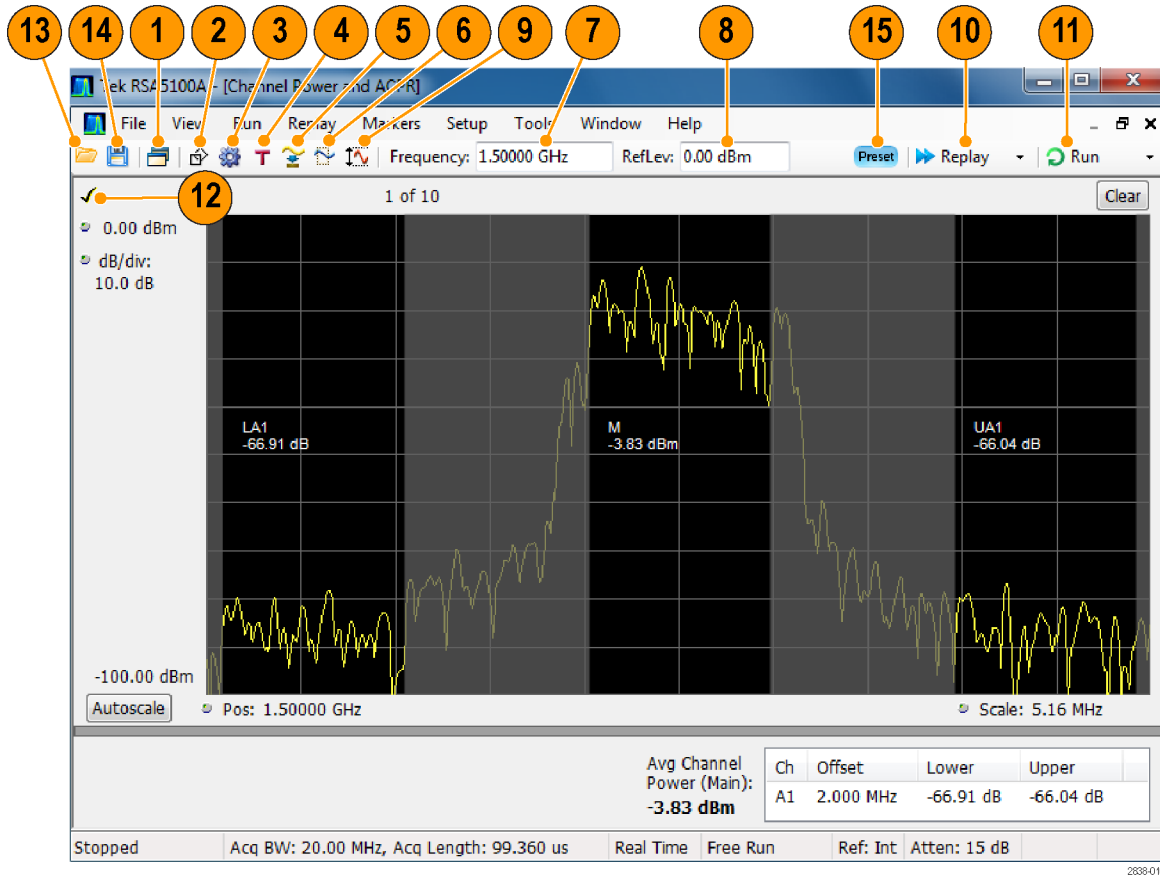 13 14 1 2 3 4 5 6 9 7 8 15 10 11
Tek RSA5100A - [Channel Power and ACPR]
File View Run Replay Markers Setup Tools Window Help
Frequency: 1.50000 GHz RefLev: 0.00 dBm Preset Replay Run
12
1 of 10 Clear
0.00 dBm
dB/div:
10.0 dB
LA1
-66.91 dB
M
-3.83 dBm
UA1
-66.04 dB
-100.00 dBm
Autoscale Pos: 1.50000 GHz Scale: 5.16 MHz
Avg Channel
Power (Main):
-3.83 dBm
Ch Offset Lower Upper
A1 2.000 MHz -66.91 dB -66.04 dB
Stopped Acq BW: 20.00 MHz, Acq Length: 99.360 us Real Time Free Run Ref: Int Atten: 15 dB
2838-01